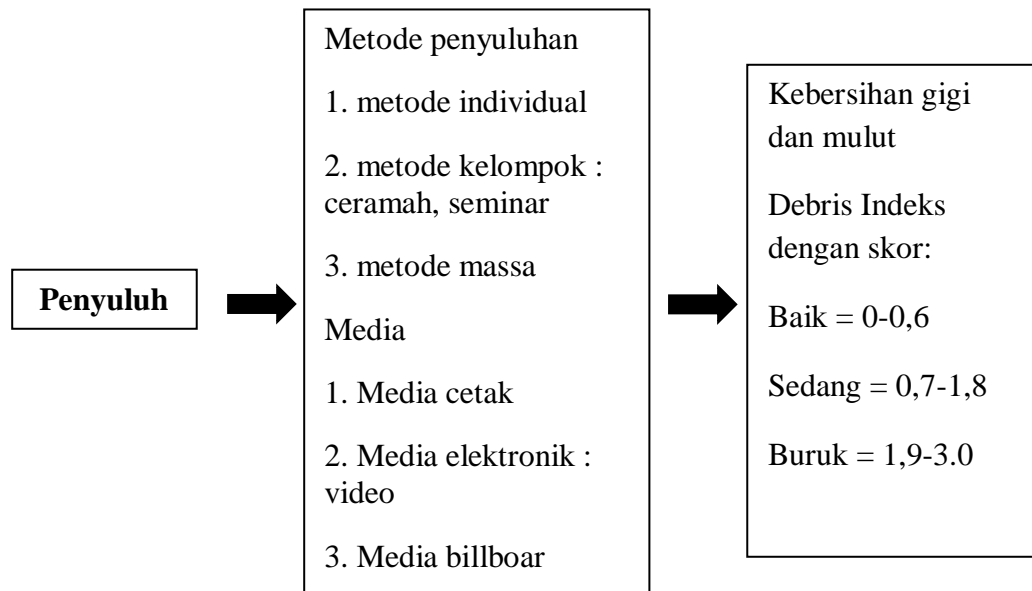 Penyuluh
Metode penyuluhan
1. metode individual
2. metode kelompok :
ceramah, seminar
3. metode massa
Media
1. Media cetak
2. Media elektronik :
video
3. Media billboar
Kebersihan gigi
dan mulut
Debris Indeks
dengan skor:
Baik = 0-0,6
Sedang = 0,7-1,8
Buruk = 1,9-3.0